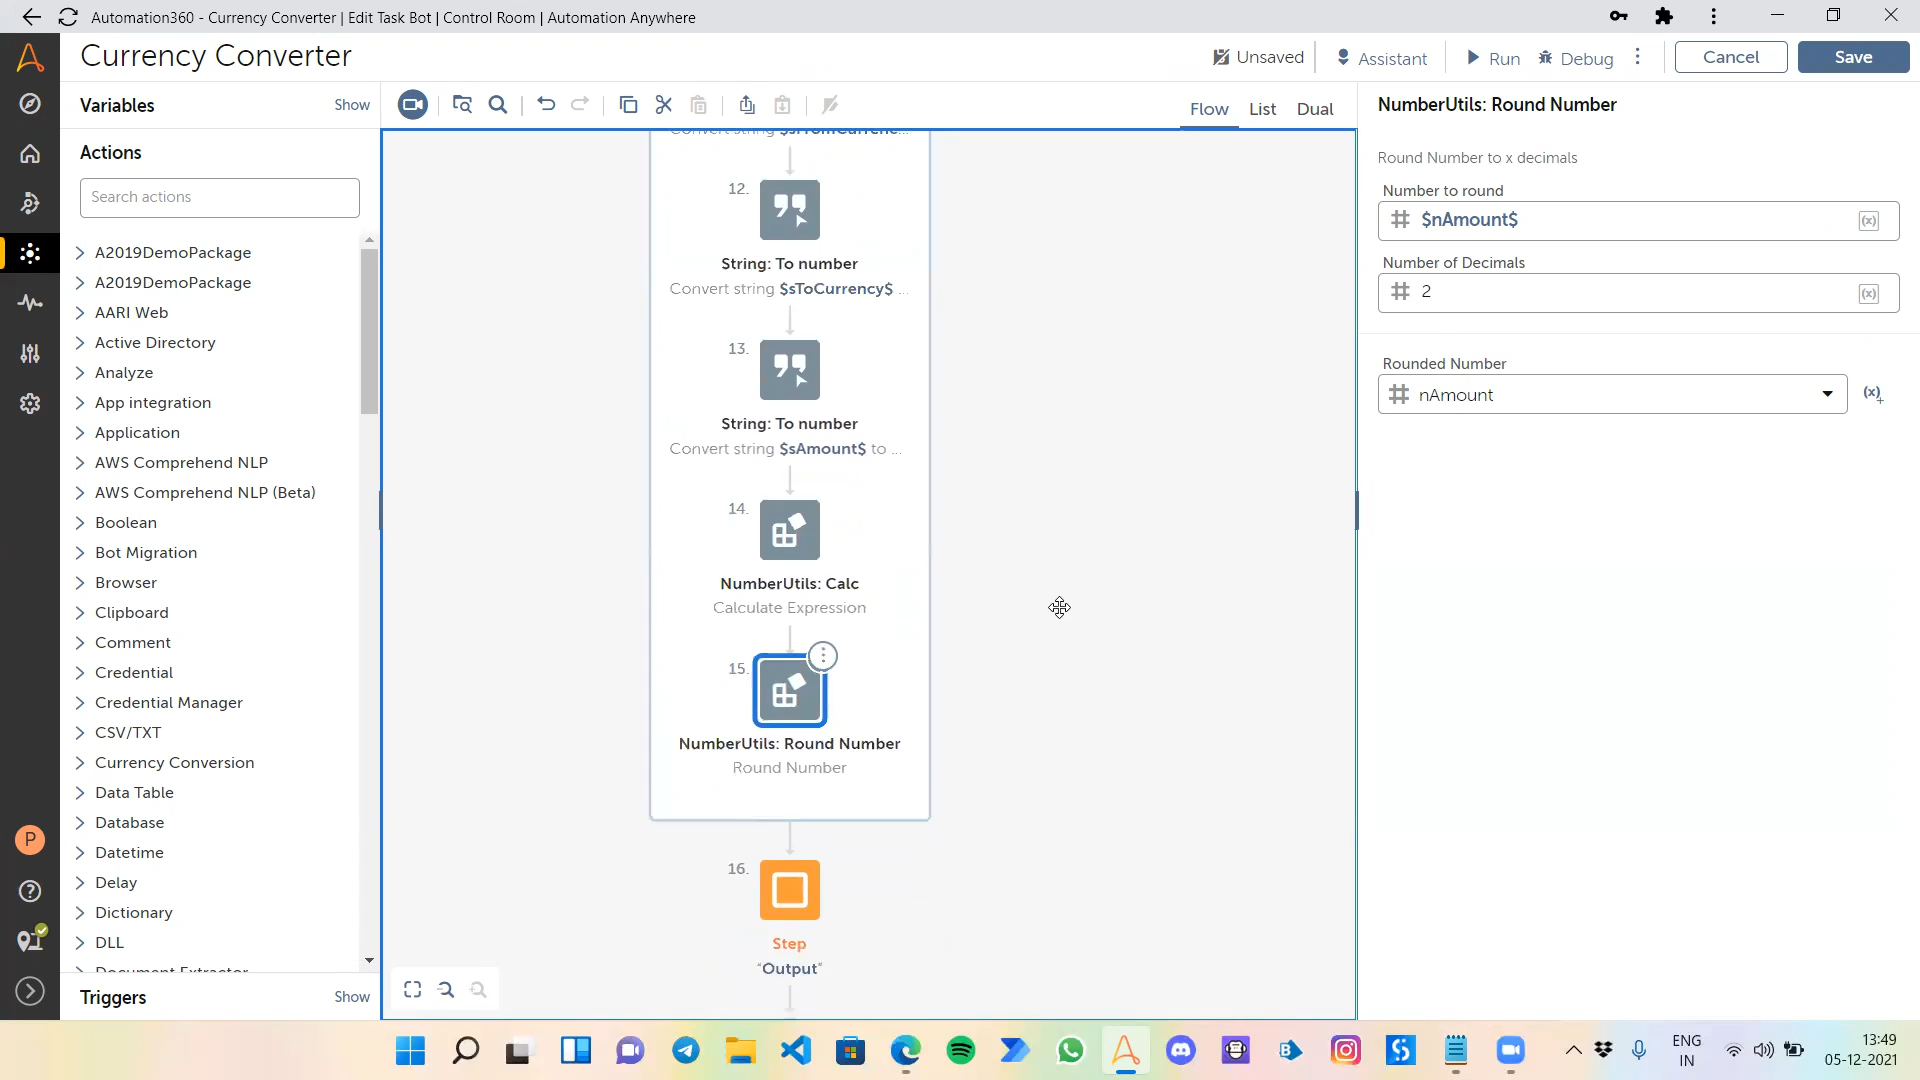 Automation360 - Currency Converter | Edit Task Bot | Control Room | Automation Anywhere
Currency Converter
Unsaved
Assistant
Run
Debug
Cancel
Save
Variables
Show
Actions
Search actions
A2019DemoPackage
A2019DemoPackage
AARI Web
Active Directory
Analyze
App integration
Application
AWS Comprehend NLP
AWS Comprehend NLP (Beta)
Boolean
Bot Migration
Browser
Clipboard
Comment
Credential
Credential Manager
CSV/TXT
Currency Conversion
Data Table
Database
Datetime
Delay
Dictionary
DLL
Document Extractor
Triggers
Show
P
Flow
List
Dual
Convert string $sFromCurrenc...
12.
String: To number
Convert string $sToCurrency$ ...
13.
String: To number
Convert string $sAmount$ to ...
14.
NumberUtils: Calc
Calculate Expression
15.
NumberUtils: Round Number
Round Number
16.
Step
"Output"
NumberUtils: Round Number
Round Number to x decimals
Number to round
$nAmount$
(x)
Number of Decimals
2
(x)
Rounded Number
nAmount
(x)+
ENG
IN
13:49
05-12-2021